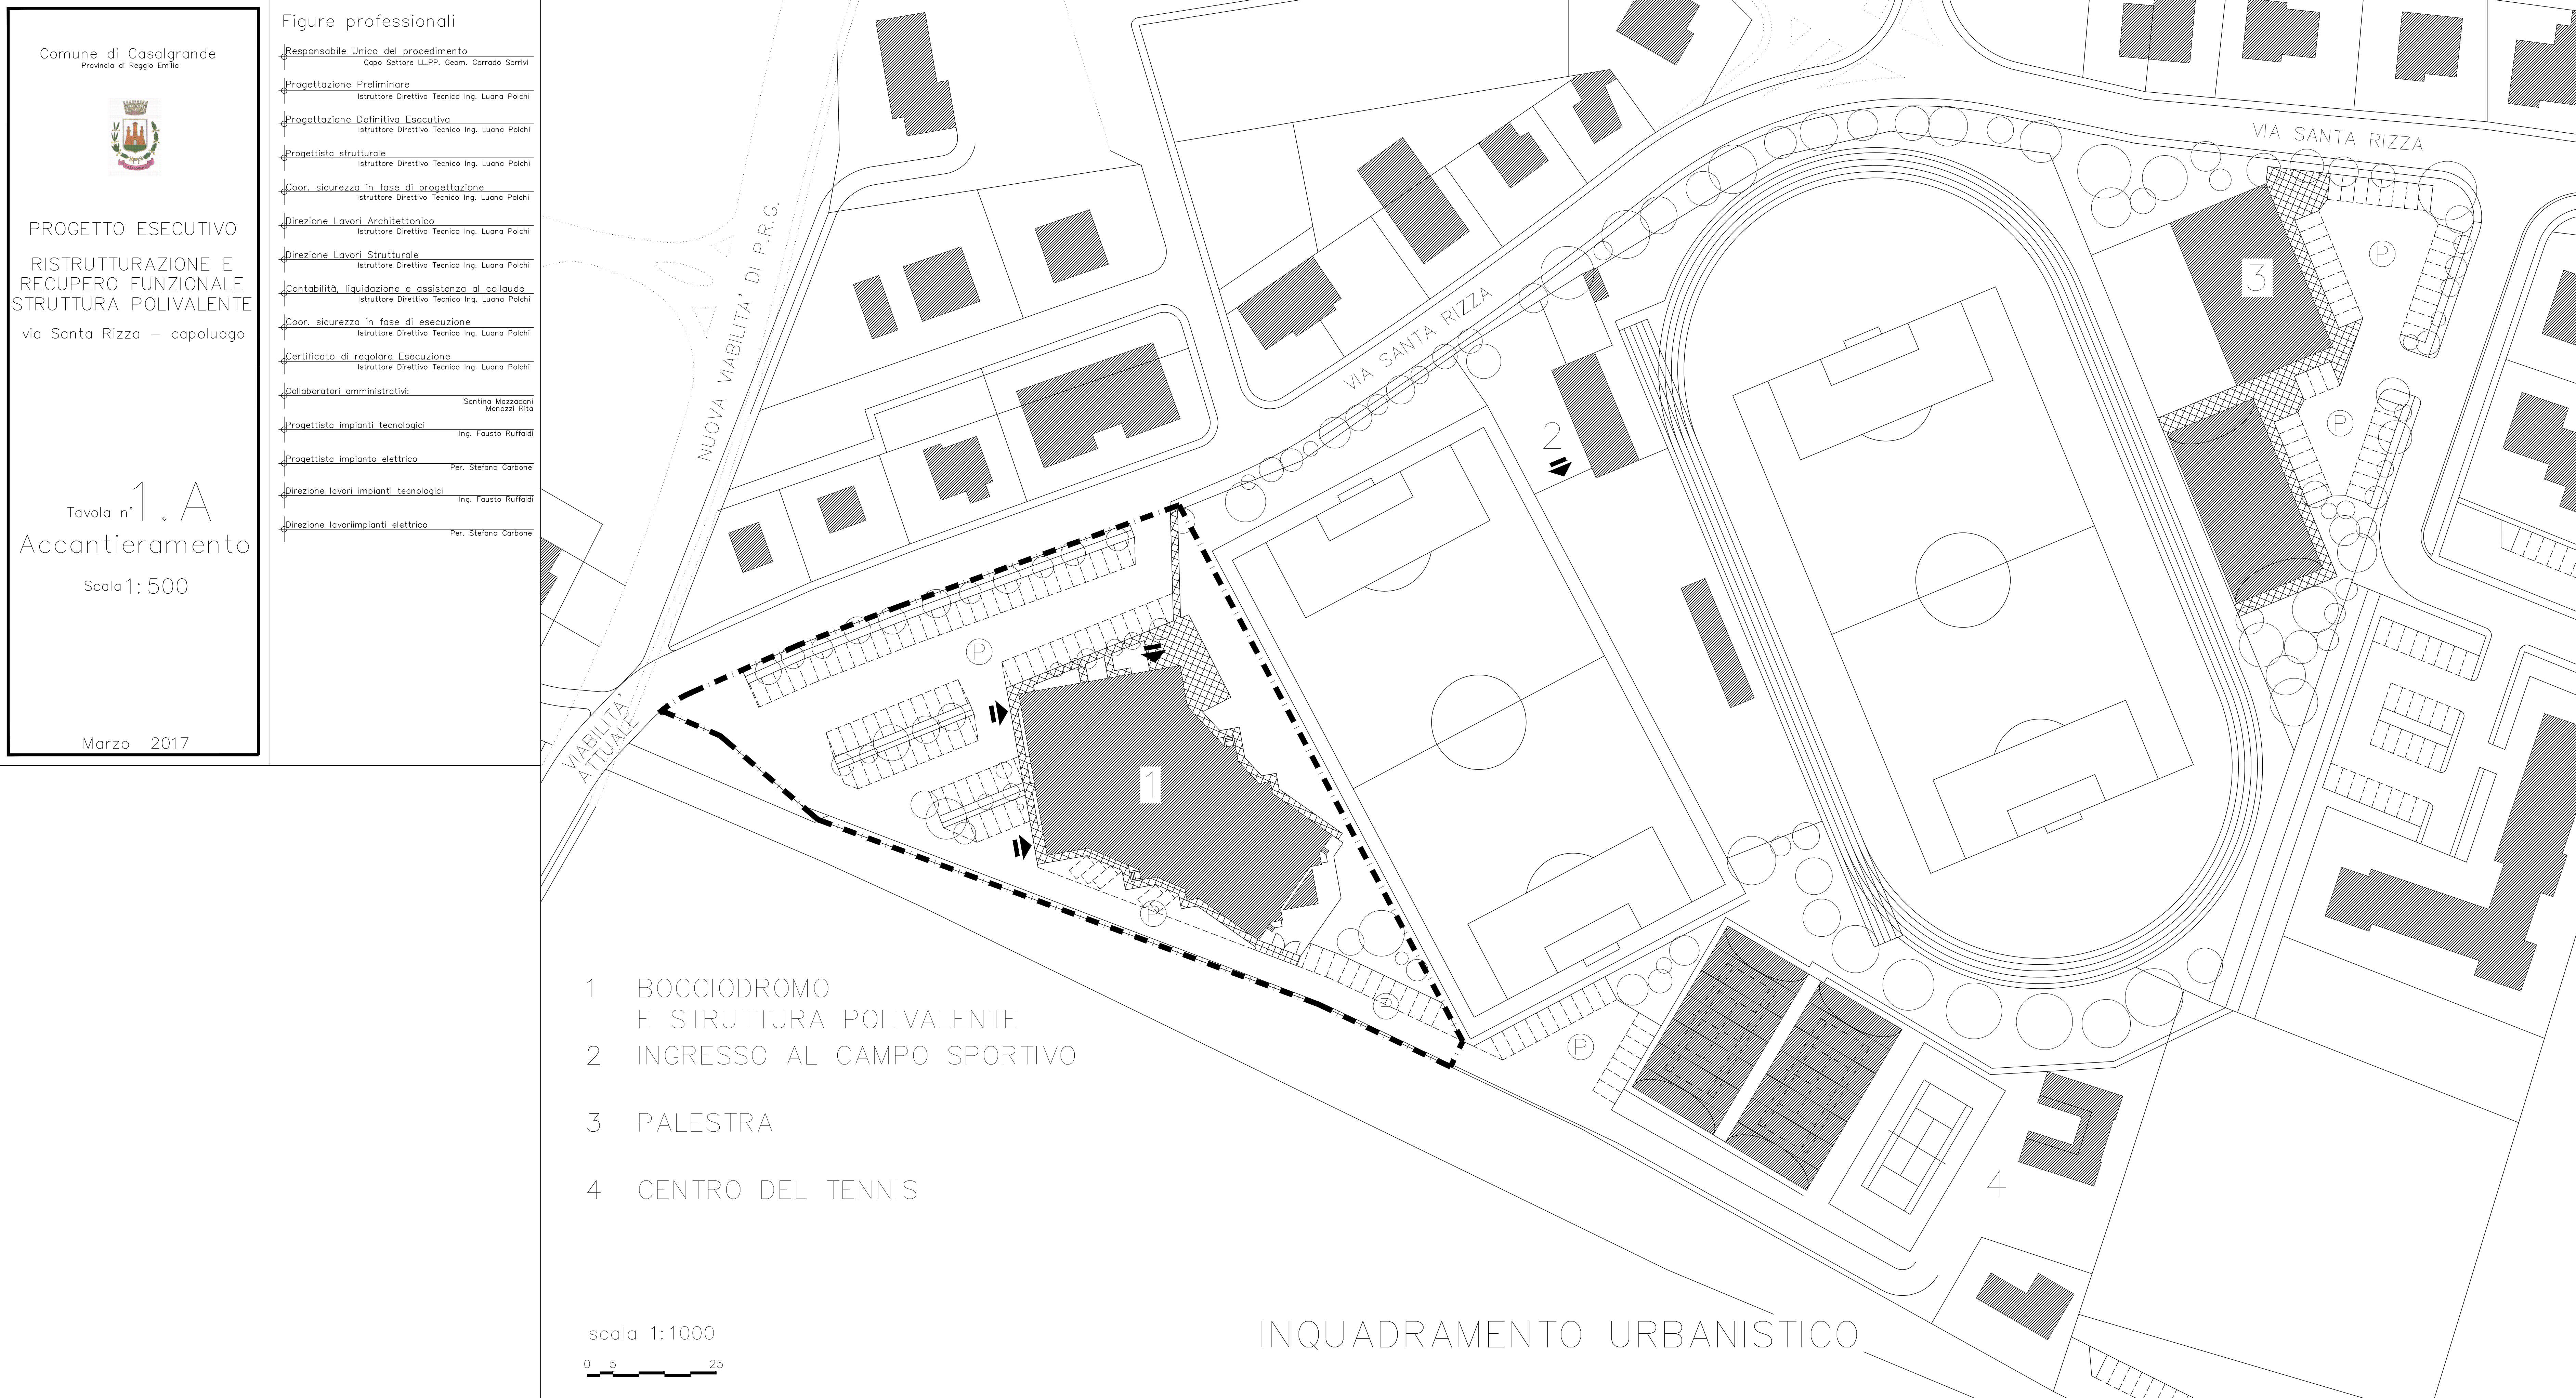 Comune di Casalgrande
Provincia di Reggio Emilia
PROGETTO ESECUTIVO
RISTRUTTURAZIONE E
RECUPERO FUNZIONALE
STRUTTURA POLIVALENTE
via Santa Rizza – capoluogo
Tavola n° 1.A
Accantieramento
Scala 1:500
Marzo 2017
Figure professionali
Responsabile Unico del procedimento
Capo Settore LL.PP. Geom. Corrado Sorrivi
Progettazione Preliminare
Istruttore Direttivo Tecnico Ing. Luana Polchi
Progettazione Definitiva Esecutiva
Istruttore Direttivo Tecnico Ing. Luana Polchi
Progettista strutturale
Istruttore Direttivo Tecnico Ing. Luana Polchi
Coor. sicurezza in fase di progettazione
Istruttore Direttivo Tecnico Ing. Luana Polchi
Direzione Lavori Architettonico
Istruttore Direttivo Tecnico Ing. Luana Polchi
Direzione Lavori Strutturale
Istruttore Direttivo Tecnico Ing. Luana Polchi
Contabilità, liquidazione e assistenza al collaudo
Istruttore Direttivo Tecnico Ing. Luana Polchi
Coor. sicurezza in fase di esecuzione
Istruttore Direttivo Tecnico Ing. Luana Polchi
Certificato di regolare Esecuzione
Istruttore Direttivo Tecnico Ing. Luana Polchi
Collaboratori amministrativi:
Santina Mazzacani
Menozzi Rita
Progettista impianti tecnologici
Ing. Fausto Ruffaldi
Progettista impianto elettrico
Per. Stefano Carbone
Direzione lavori impianti tecnologici
Ing. Fausto Ruffaldi
Direzione lavoriimpianti elettrico
Per. Stefano Carbone
VIA SANTA RIZZA
NUOVA VIABILITA' DI P.R.G.
VIA SANTA RIZZA
VIABILITA'
ATTUALE
P
3
P
2
P
1
P
P
P
4
1 BOCCIODROMO
E STRUTTURA POLIVALENTE
2 INGRESSO AL CAMPO SPORTIVO
3 PALESTRA
4 CENTRO DEL TENNIS
scala 1:1000
0 5 25
INQUADRAMENTO URBANISTICO